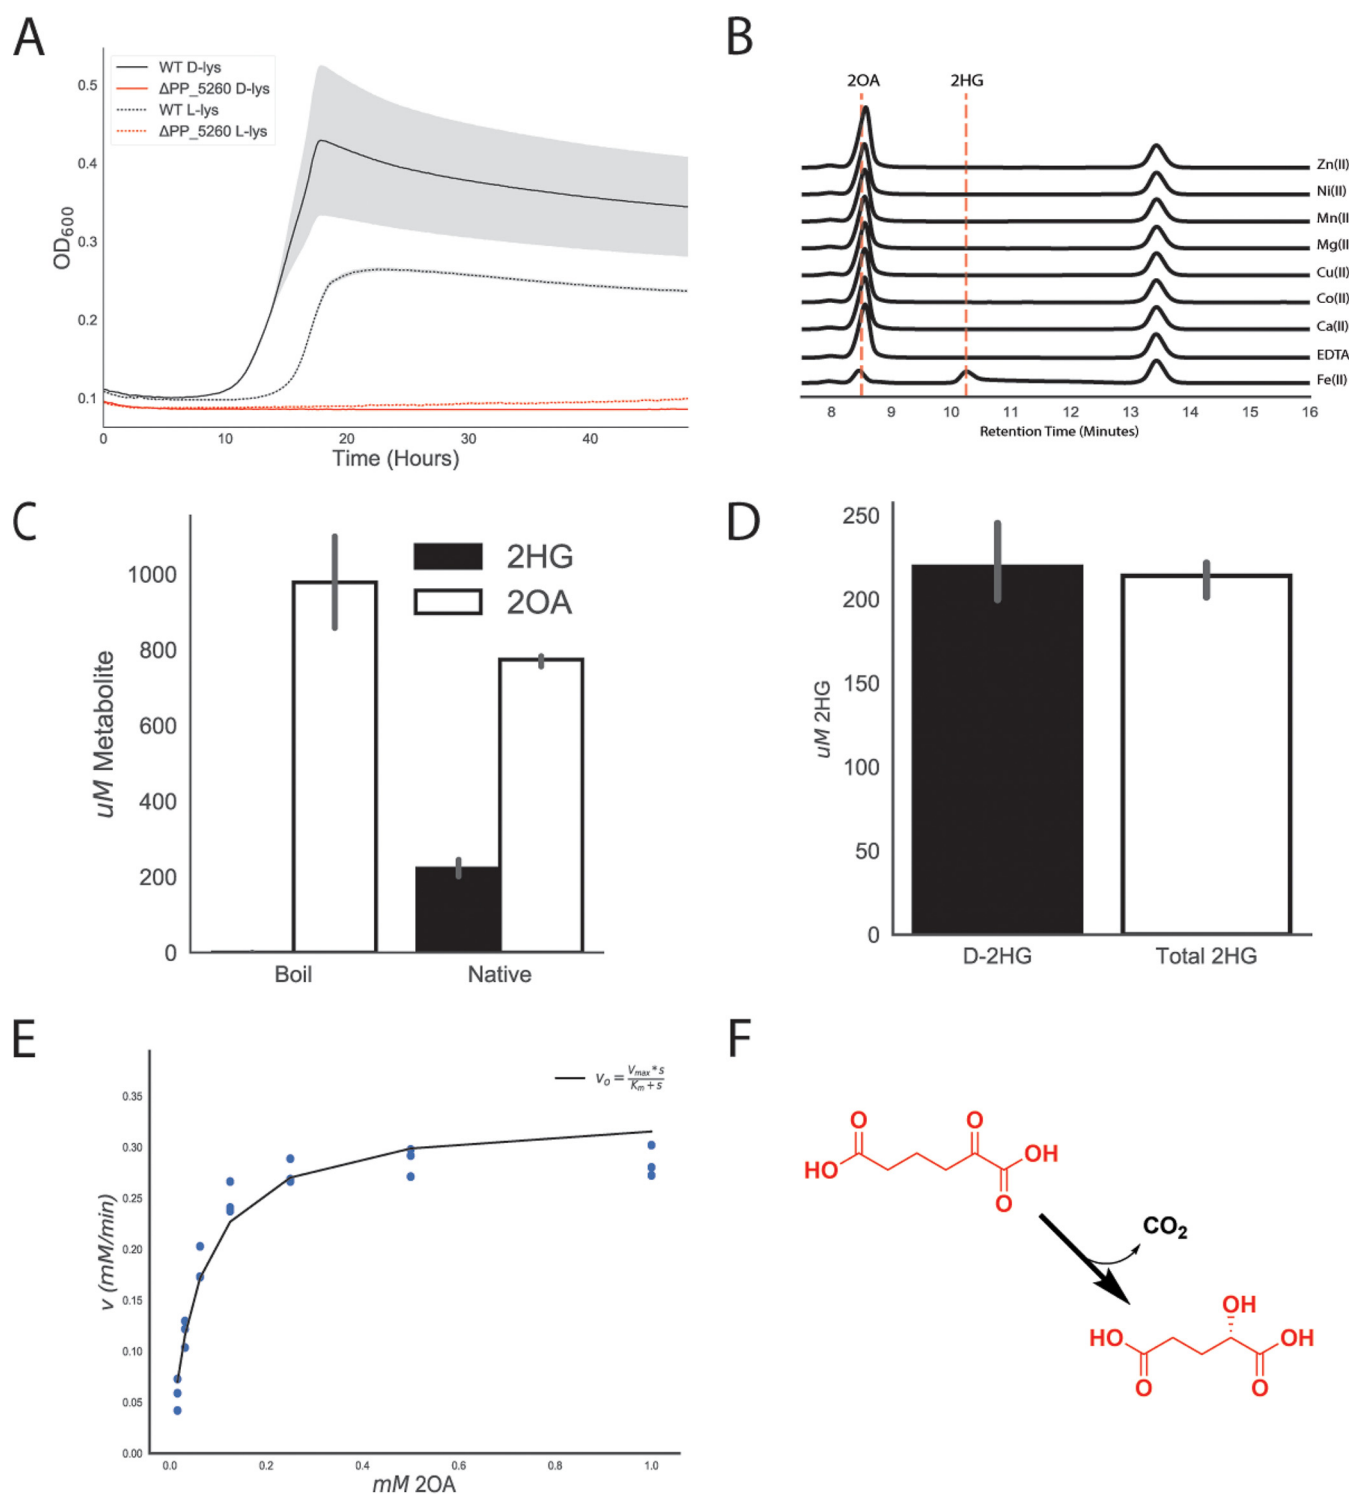 A
WT D-lys
ΔPP_5260 D-lys
WT L-lys
ΔPP_5260 L-lys
0.5
0.4
0.3
0.2
0.1
OD600
0
10
20
30
40
Time (Hours)
B
2OA
2HG
Zn(II)
Ni(II)
Mn(II
Mg(II
Cu(II)
Co(II)
Ca(II)
EDTA
Fe(II)
8
9
10
11
12
13
14
15
16
Retention Time (Minutes)
C
2HG
2OA
1000
800
600
400
200
0
uM Metabolite
Boil
Native
D
250
200
150
100
50
0
uM 2HG
D-2HG
Total 2HG
E
v₀ = Vmax*s / Km+s
0.35
0.30
0.25
0.20
0.15
0.10
0.05
0.00
v (mM/min)
0.0
0.2
0.4
0.6
0.8
1.0
mM 2OA
F
O
O
HO
OH
O
CO₂
OH
HO
OH
O
O